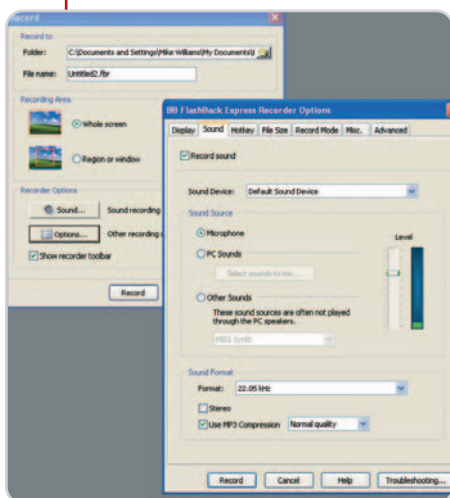 Record
Record to
Folder: C:\Documents and Settings\Mike Williams\My Documents\
File name: Untitled2.fbr
Recording Area
Whole screen
Region or window
Recorder Options
Sound... Sound recording
Options... Other recording
Show recorder toolbar
Record
BB FlashBack Express Recorder Options
Display Sound Hotkey File Size Record Mode Misc. Advanced
Record sound
Sound Device: Default Sound Device
Sound Source
Microphone
Level
PC Sounds
Select sounds to mix...
Other Sounds
These sound sources are often not played
through the PC speakers.
MIDI Synth
Sound Format
Format: 22.05 kHz
Stereo
Use MP3 Compression Normal quality
Record Cancel Help Troubleshooting...